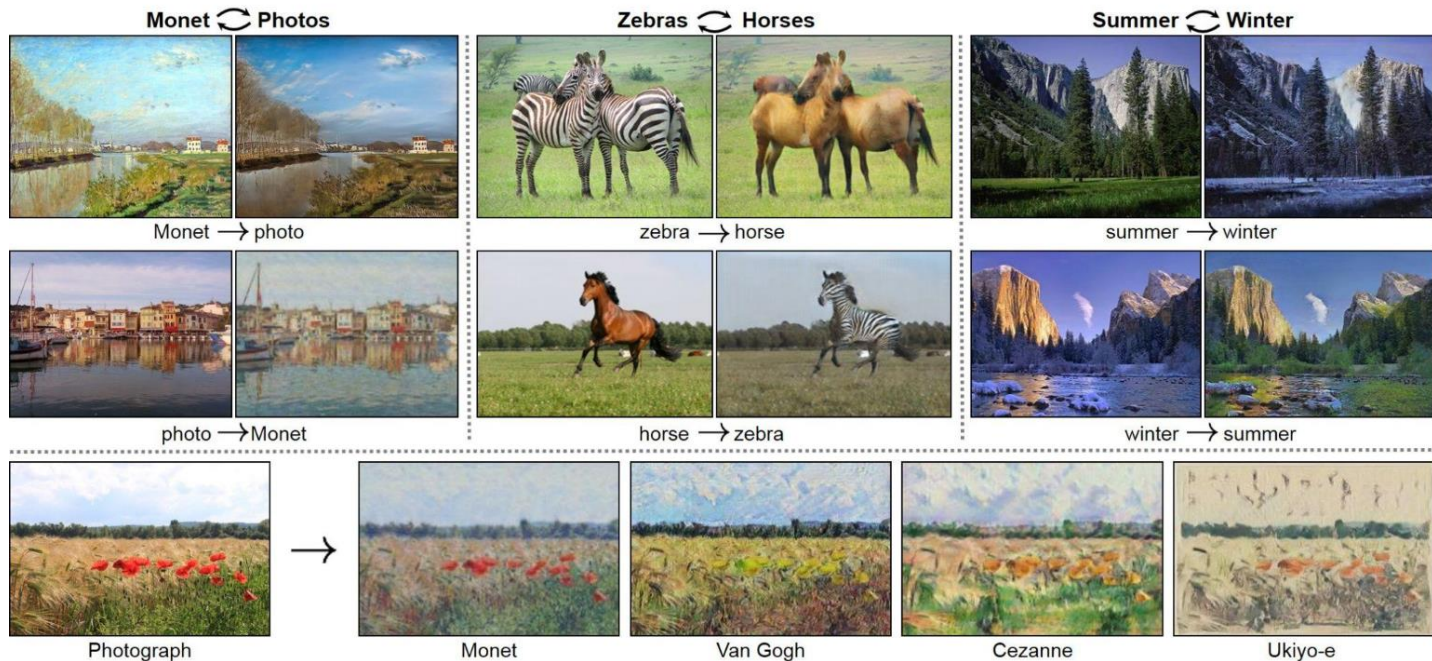 Monet Photos
Zebras Horses
Summer Winter
Monet → photo
zebra → horse
summer → winter
photo → Monet
horse → zebra
winter → summer
Photograph
Monet
Van Gogh
Cezanne
Ukiyo-e